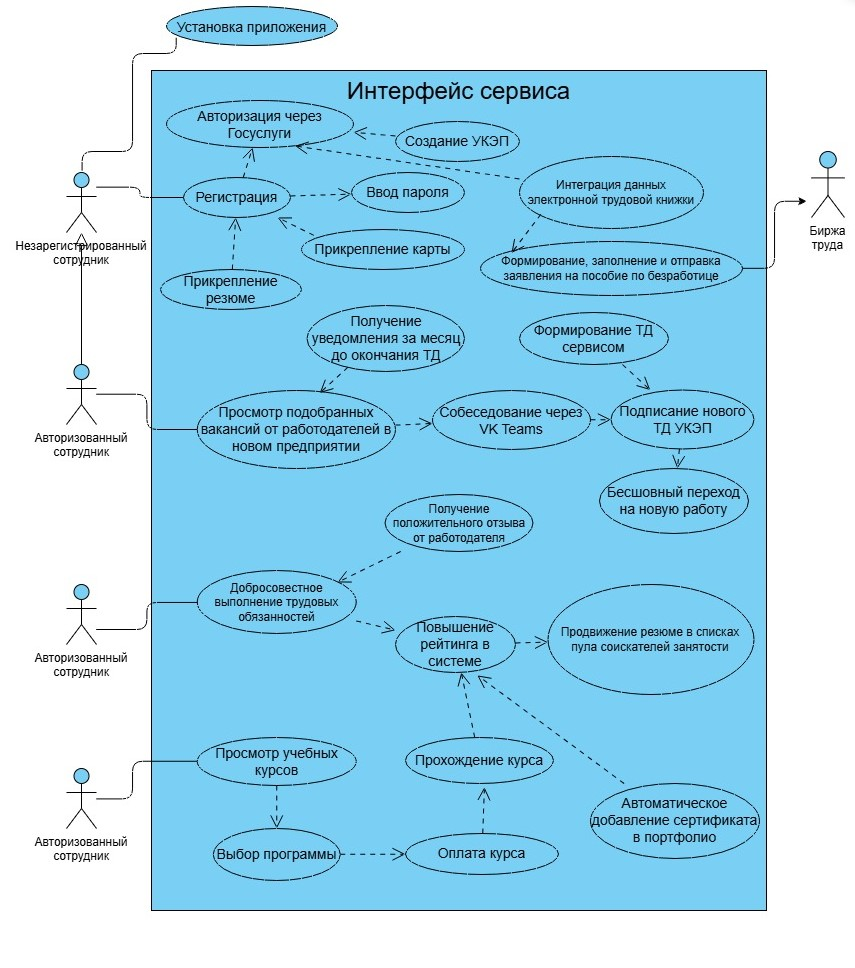 Установка приложения
Интерфейс сервиса
Авторизация через
Госуслуги
Создание УКЭП
Регистрация
Ввод пароля
Интеграция данных
электронной трудовой книжки
Биржа
труда
Незарегистрированный
сотрудник
Прикрепление карты
Формирование, заполнение и отправка
заявления на пособие по безработице
Прикрепление
резюме
Получение
уведомления за месяц
до окончания ТД
Формирование ТД
сервисом
Авторизованный
сотрудник
Просмотр подобранных
вакансий от работодателей в
новом предприятии
Собеседование через
VK Teams
Подписание нового
ТД УКЭП
Бесшовный переход
на новую работу
Получение
положительного отзыва
от работодателя
Авторизованный
сотрудник
Добросовестное
выполнение трудовых
обязанностей
Повышение
рейтинга в
системе
Продвижение резюме в списках
пула соискателей занятости
Авторизованный
сотрудник
Просмотр учебных
курсов
Прохождение курса
Автоматическое
добавление сертификата
в портфолио
Выбор программы
Оплата курса